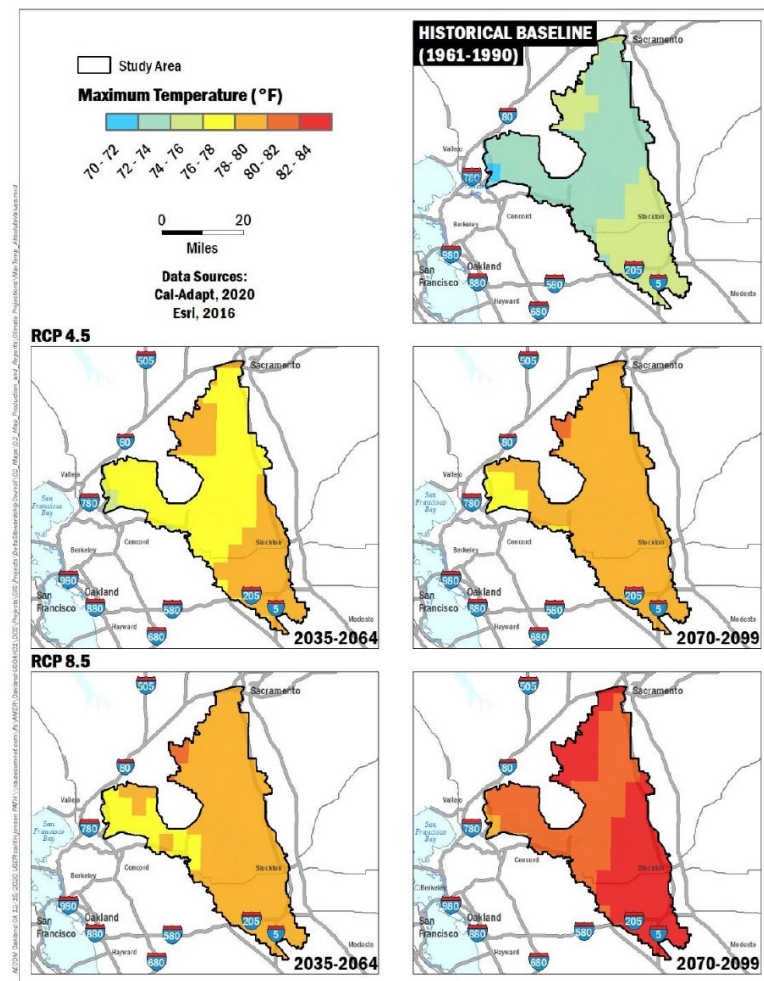 Study Area
Maximum Temperature (°F)
70 - 72
72 - 74
74 - 76
76 - 78
78 - 80
80 - 82
82 - 84
0 20
Miles
Data Sources:
Cal-Adapt, 2020
Esri, 2016
HISTORICAL BASELINE
(1961-1990)
Sacramento
80
Vallejo
780
Concord
Berkeley
Stockton
980
San
Francisco
Oakland
880
580
205
5
Hayward
680
Modesto
RCP 4.5
505
Sacramento
80
Vallejo
780
San
Francisco
Bay
Concord
Berkeley
Stockton
980
San
Francisco
Oakland
880
580
205
5
Hayward
680
Modesto
2035-2064
505
Sacramento
80
Vallejo
780
San
Francisco
Bay
Concord
Berkeley
Stockton
980
San
Francisco
Oakland
880
580
205
5
Hayward
680
Modesto
2070-2099
RCP 8.5
505
Sacramento
80
Vallejo
780
San
Francisco
Bay
Concord
Berkeley
Stockton
980
San
Francisco
Oakland
880
580
205
5
Hayward
680
Modesto
2035-2064
505
Sacramento
80
Vallejo
780
San
Francisco
Bay
Concord
Berkeley
Stockton
980
San
Francisco
Oakland
880
580
205
5
Hayward
680
Modesto
2070-2099